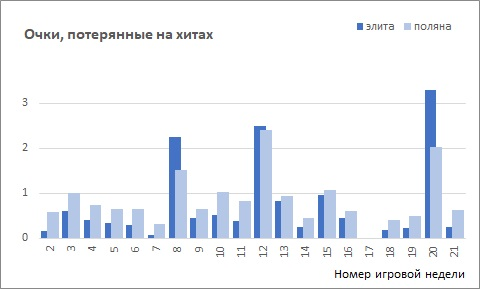 Очки, потерянные на хитах
элита поляна
3
2
1
0
2 3 4 5 6 7 8 9 10 11 12 13 14 15 16 17 18 19 20 21
Номер игровой недели